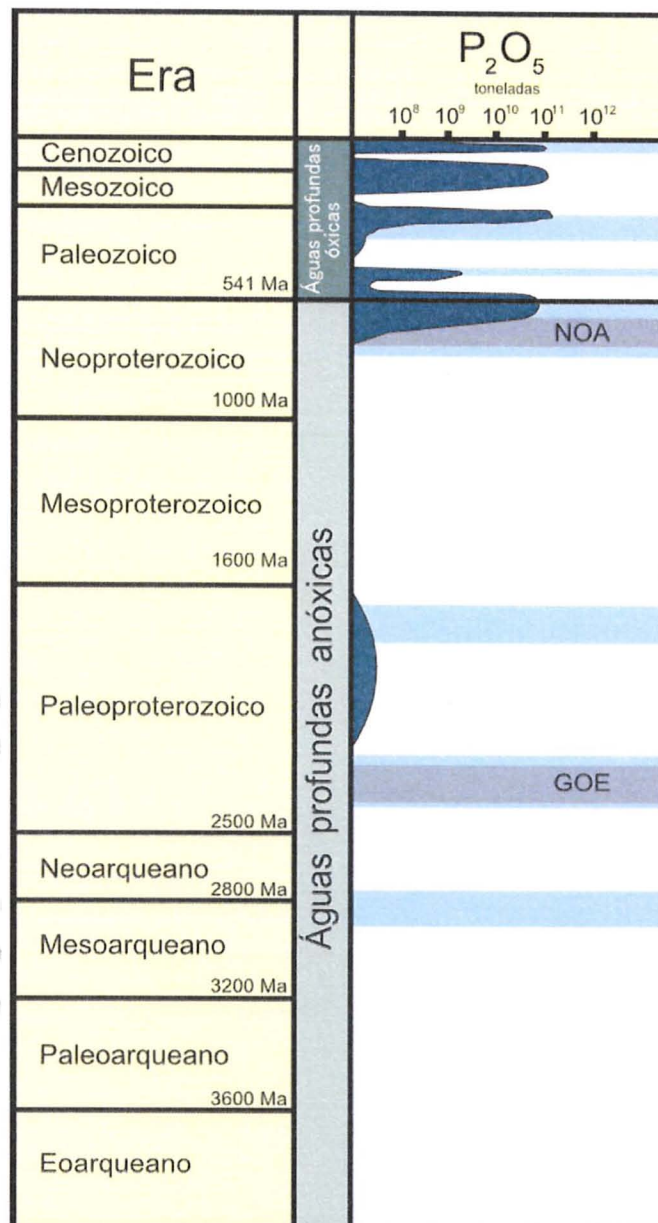 Era
P₂O₅
toneladas
10⁸ 10⁹ 10¹⁰ 10¹¹ 10¹²
Cenozoico
Mesozoico
Paleozoico
541 Ma
Neoproterozoico
1000 Ma
Mesoproterozoico
1600 Ma
Paleoproterozoico
2500 Ma
Neoarqueano
2800 Ma
Mesoarqueano
3200 Ma
Paleoarqueano
3600 Ma
Eoarqueano
Águas profundas
óxicas
Águas profundas anóxicas
NOA
GOE